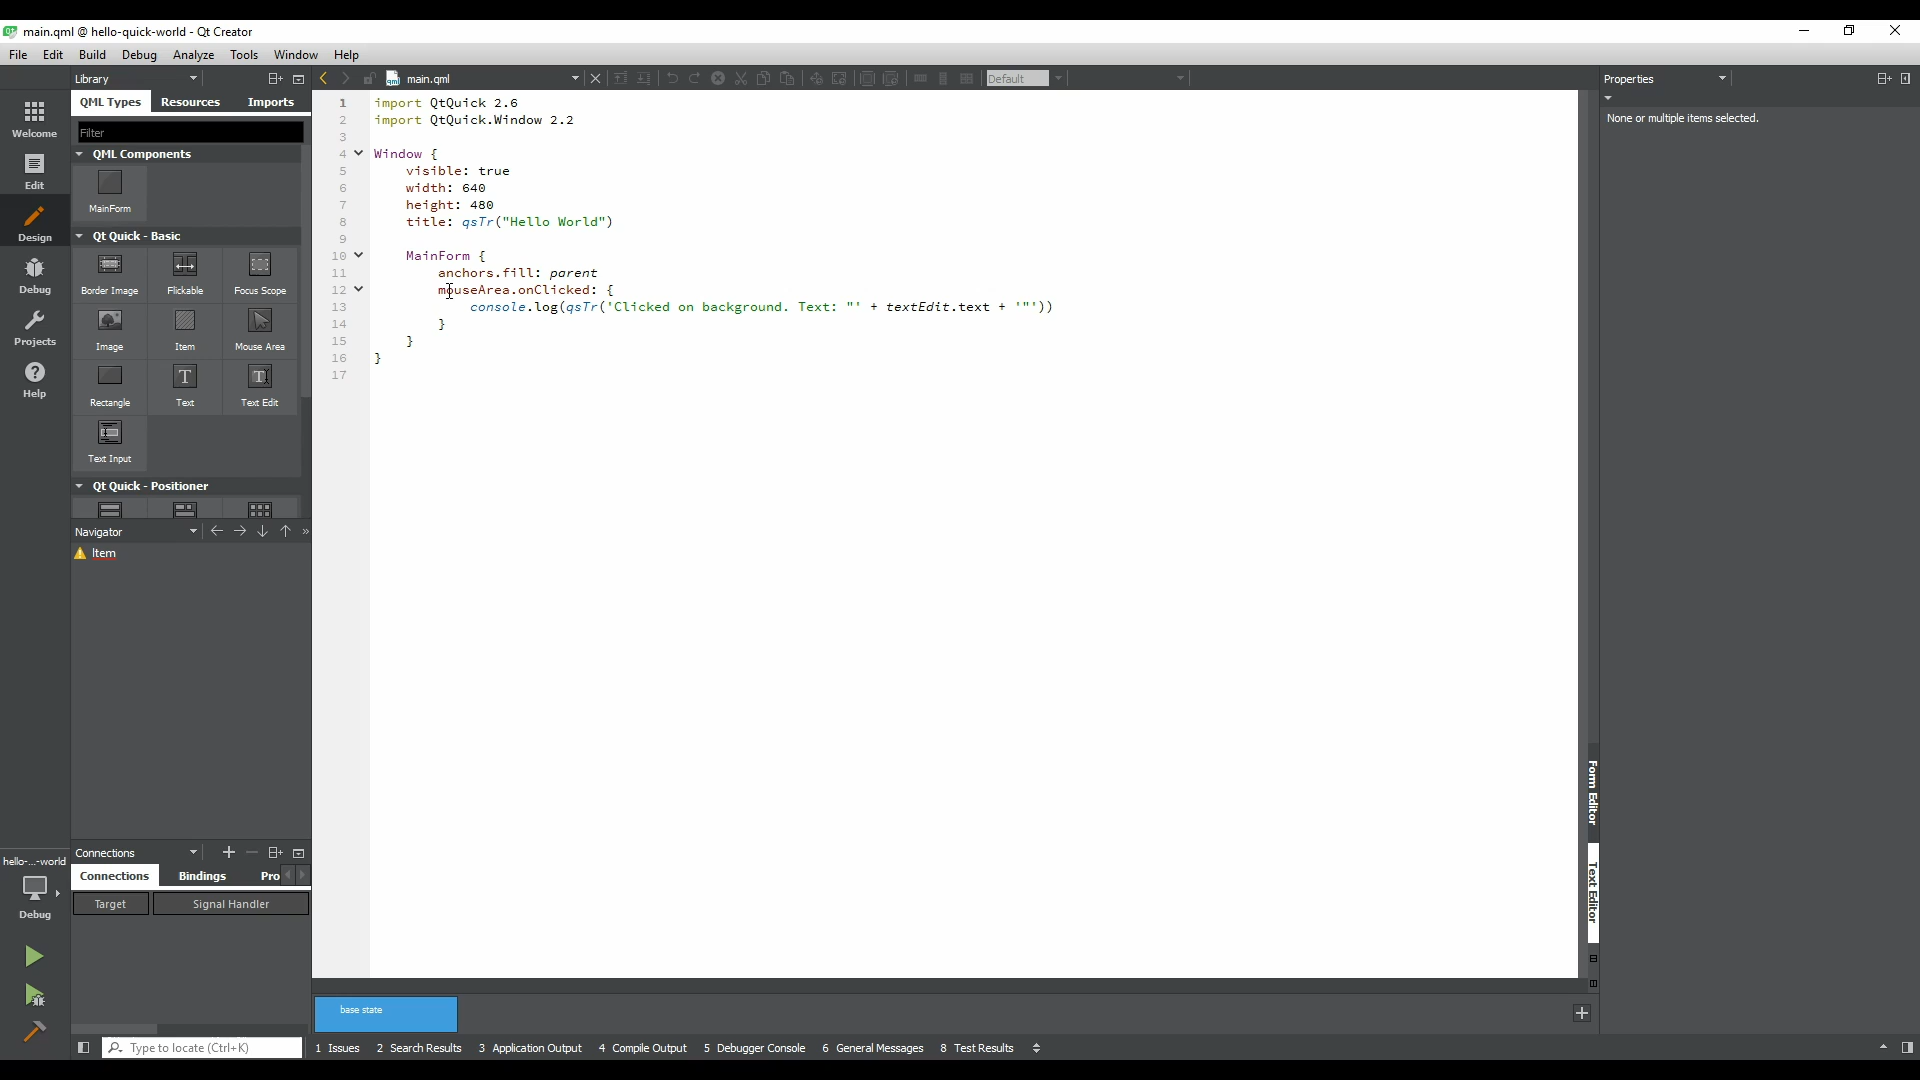 main.qml @ hello-quick-world - Qt Creator
File Edit Build Debug Analyze Tools Window Help
Library
main.qml
Default
Properties
QML Types Resources Imports
None or multiple items selected.
Filter
QML Components
MainForm
Qt Quick - Basic
Border Image Flickable Focus Scope
Image Item Mouse Area
Rectangle Text Text Edit
Text Input
Qt Quick - Positioner
Navigator
Item
Connections
Connections Bindings Pro
Target Signal Handler
Welcome
Edit
Design
Debug
Projects
Help
hello-...-world
Debug
1 import QtQuick 2.6
2 import QtQuick.Window 2.2
3
4 Window {
5 visible: true
6 width: 640
7 height: 480
8 title: qsTr("Hello World")
9
10 MainForm {
11 anchors.fill: parent
12 mouseArea.onClicked: {
13 console.log(qsTr('Clicked on background. Text: "' + textEdit.text + '"'))
14 }
15 }
16 }
17
Form Editor
Text Editor
base state
Type to locate (Ctrl+K)
1 Issues 2 Search Results 3 Application Output 4 Compile Output 5 Debugger Console 6 General Messages 8 Test Results